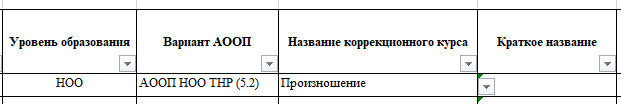 Уровень образования Вариант АООП Название коррекционного курса Краткое название
НОО АООП НОО ТНР (5.2) Произношение